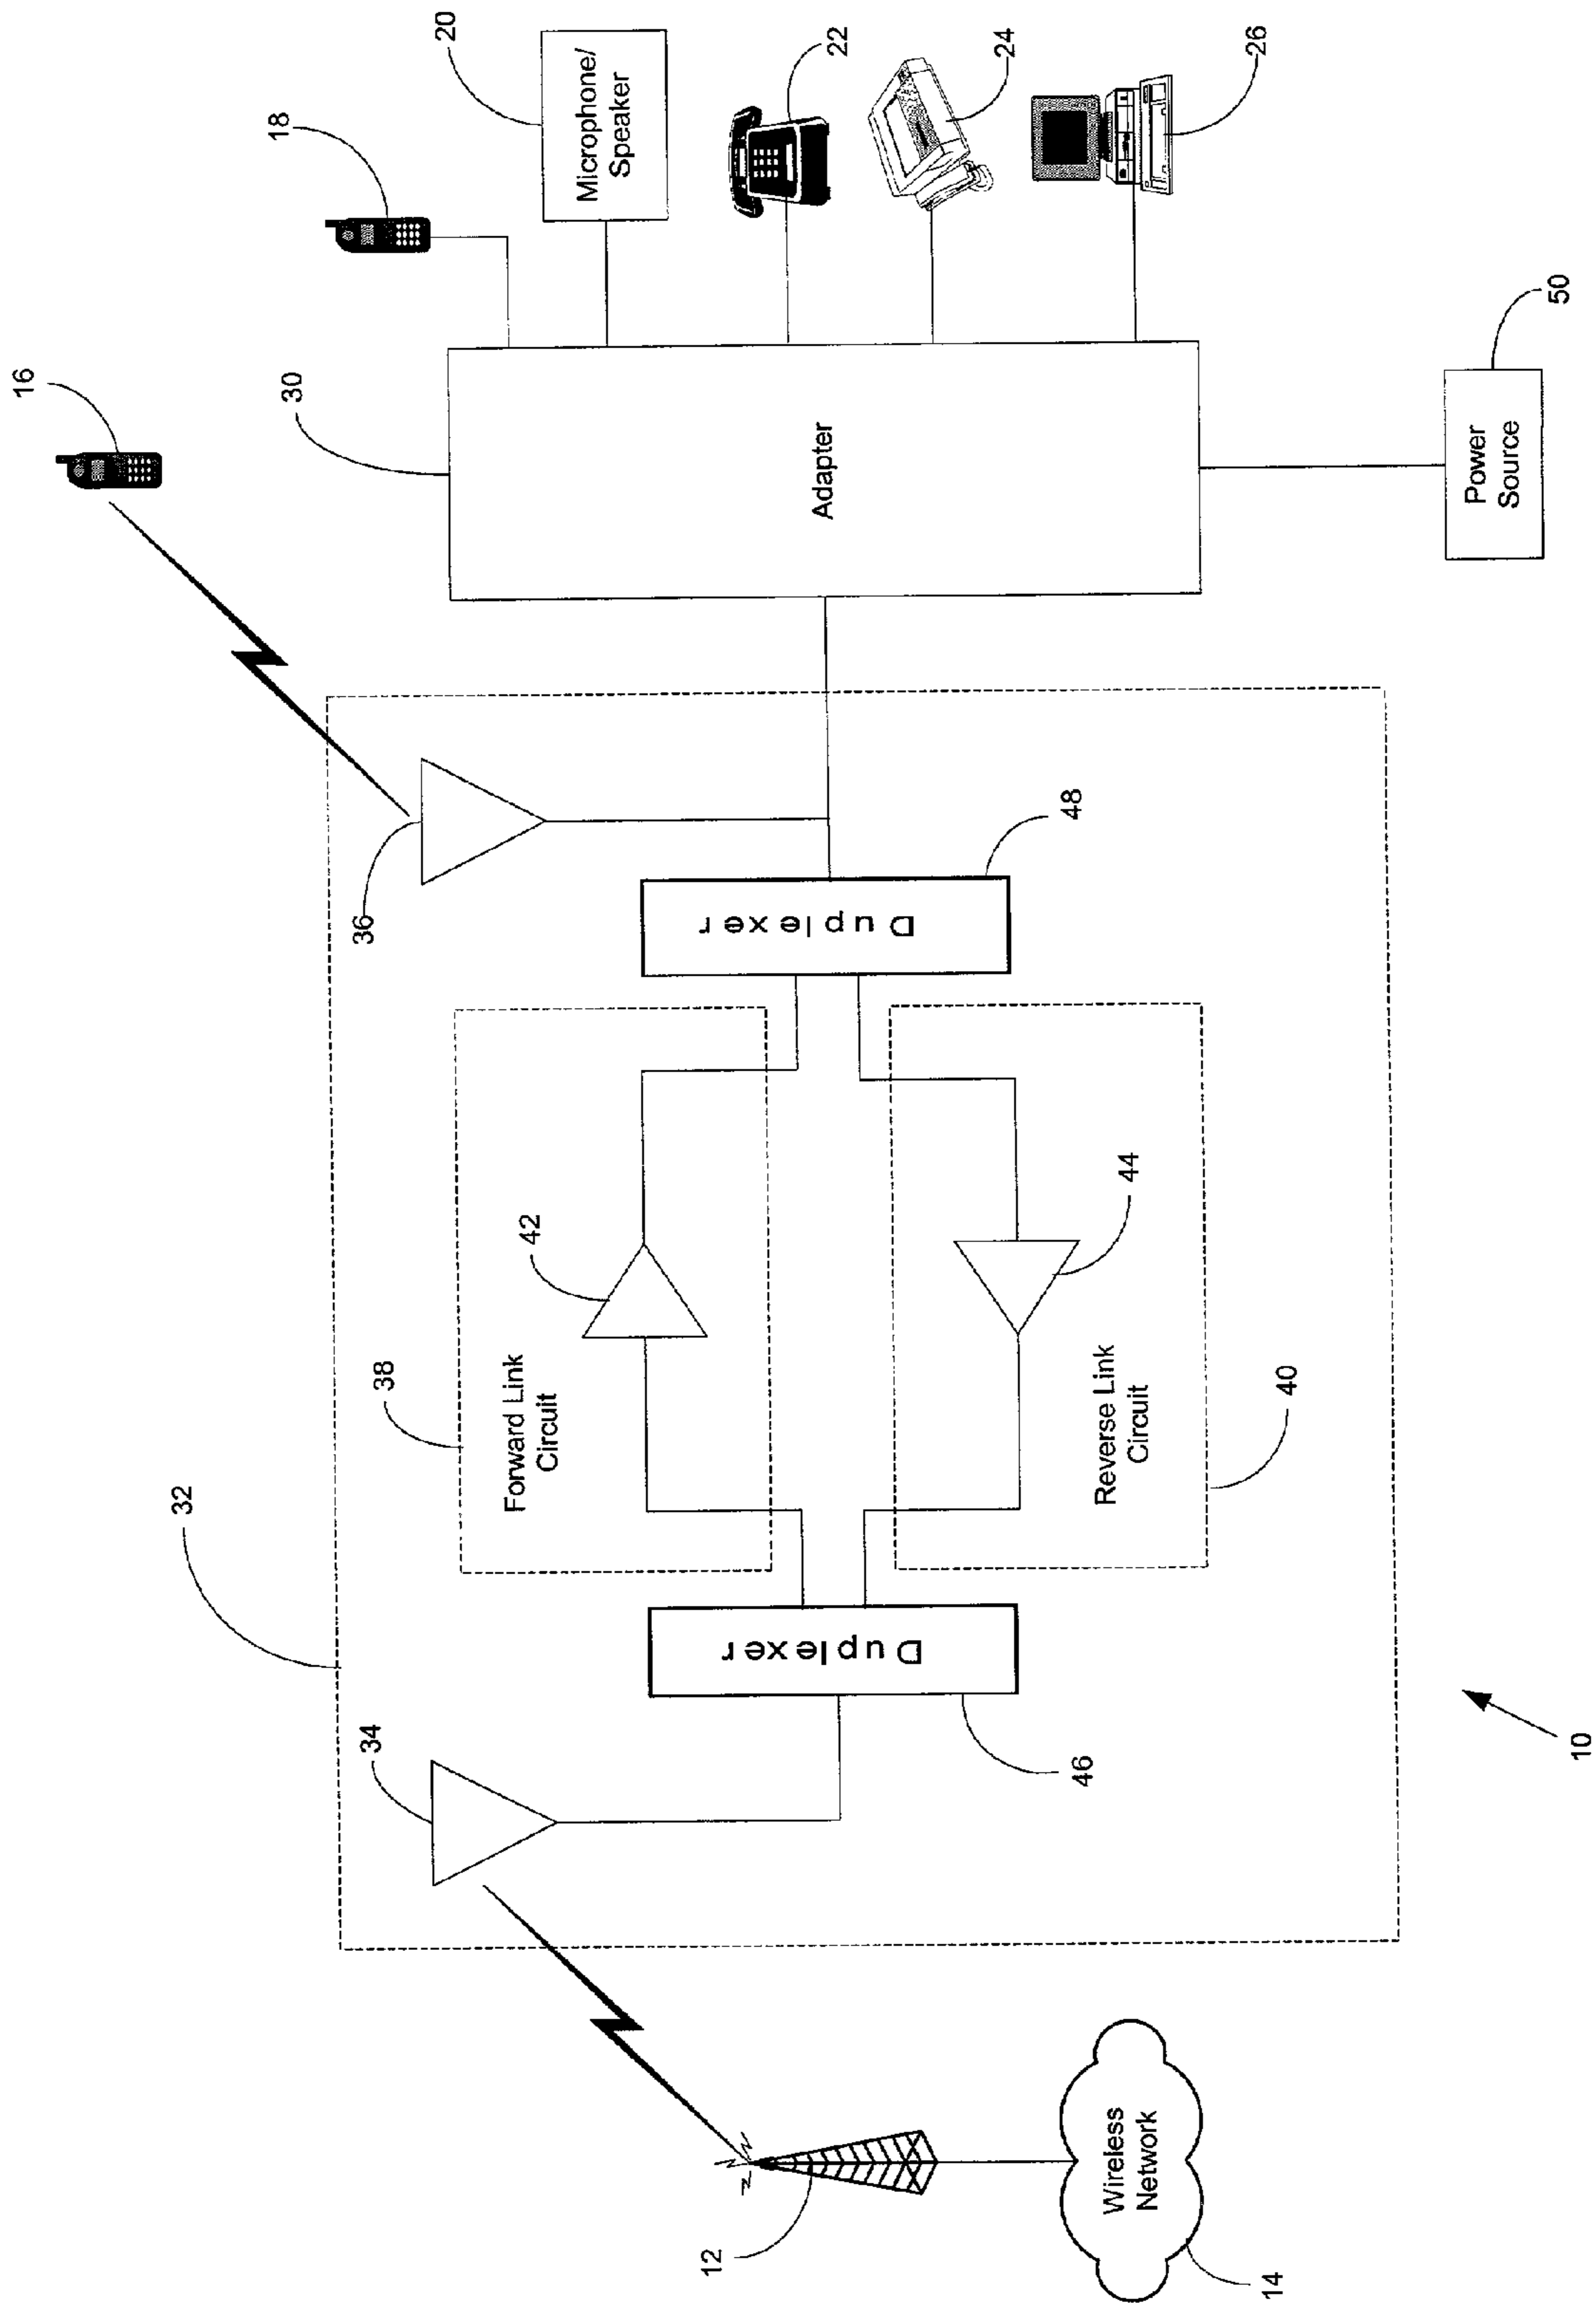 16
18
20
Microphone/
Speaker
30
22
24
26
Adapter
50
Power
Source
36
32
38
Forward Link
Circuit
42
48
Duplexer
34
Duplexer
46
44
Reverse Link
Circuit
40
12
Wireless
Network
14
10